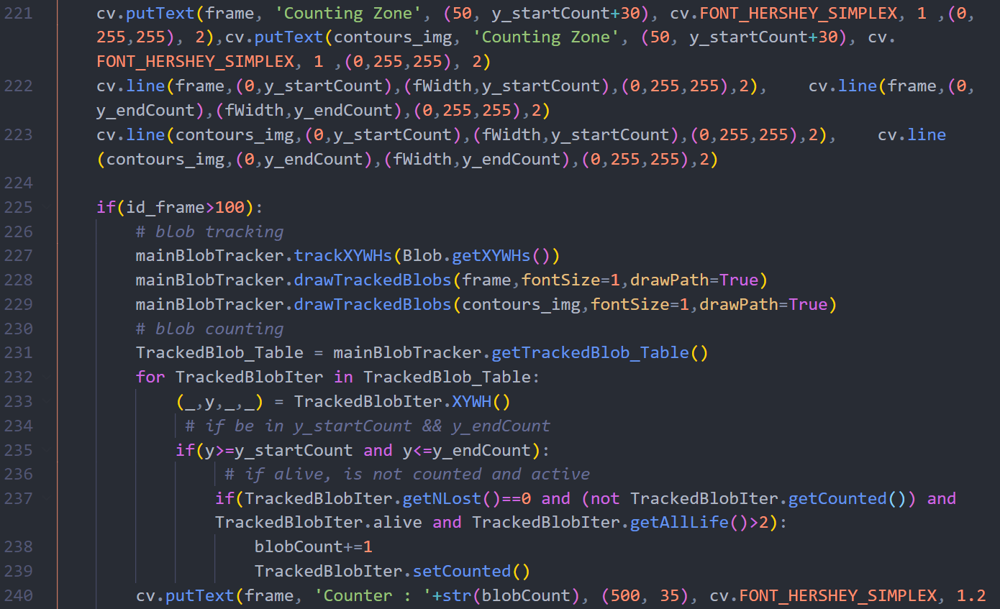 221 cv.putText(frame, 'Counting Zone', (50, y_startCount+30), cv.FONT_HERSHEY_SIMPLEX, 1 ,(0,
255,255), 2),cv.putText(contours_img, 'Counting Zone', (50, y_startCount+30), cv.
FONT_HERSHEY_SIMPLEX, 1 ,(0,255,255), 2)
222 cv.line(frame,(0,y_startCount),(fWidth,y_startCount),(0,255,255),2),    cv.line(frame,(0,
y_endCount),(fWidth,y_endCount),(0,255,255),2)
223 cv.line(contours_img,(0,y_startCount),(fWidth,y_startCount),(0,255,255),2),    cv.line
(contours_img,(0,y_endCount),(fWidth,y_endCount),(0,255,255),2)
224
225 if(id_frame>100):
226     # blob tracking
227     mainBlobTracker.trackXYWHs(Blob.getXYWHs())
228     mainBlobTracker.drawTrackedBlobs(frame,fontSize=1,drawPath=True)
229     mainBlobTracker.drawTrackedBlobs(contours_img,fontSize=1,drawPath=True)
230     # blob counting
231     TrackedBlob_Table = mainBlobTracker.getTrackedBlob_Table()
232     for TrackedBlobIter in TrackedBlob_Table:
233         (_,y,_,_) = TrackedBlobIter.XYWH()
234          # if be in y_startCount && y_endCount
235         if(y>=y_startCount and y<=y_endCount):
236              # if alive, is not counted and active
237             if(TrackedBlobIter.getNLost()==0 and (not TrackedBlobIter.getCounted()) and
TrackedBlobIter.alive and TrackedBlobIter.getAllLife()>2):
238                 blobCount+=1
239                 TrackedBlobIter.setCounted()
240     cv.putText(frame, 'Counter : '+str(blobCount), (500, 35), cv.FONT_HERSHEY_SIMPLEX, 1.2